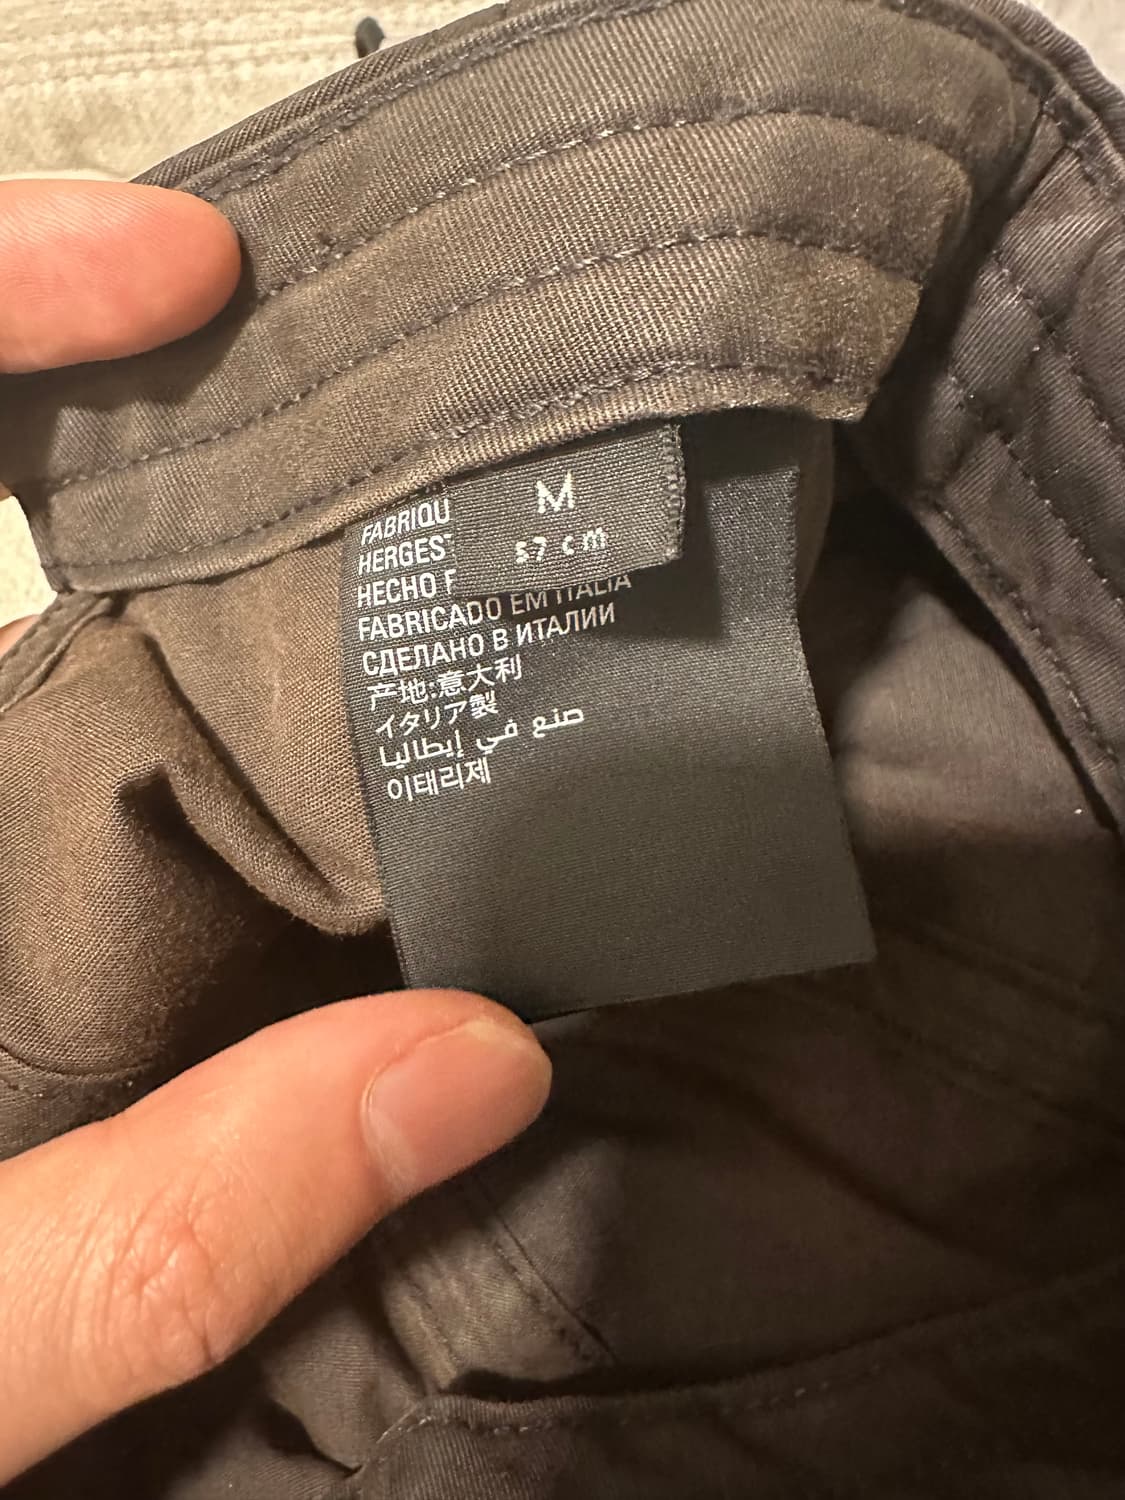 M
57 cm
FABRIQU
HERGEST
HECHO
FABRICADO EM ITALIA
СДЕЛАНО В ИТАЛИИ
产地:意大利
イタリア製
صنع في إيطاليا
이태리제